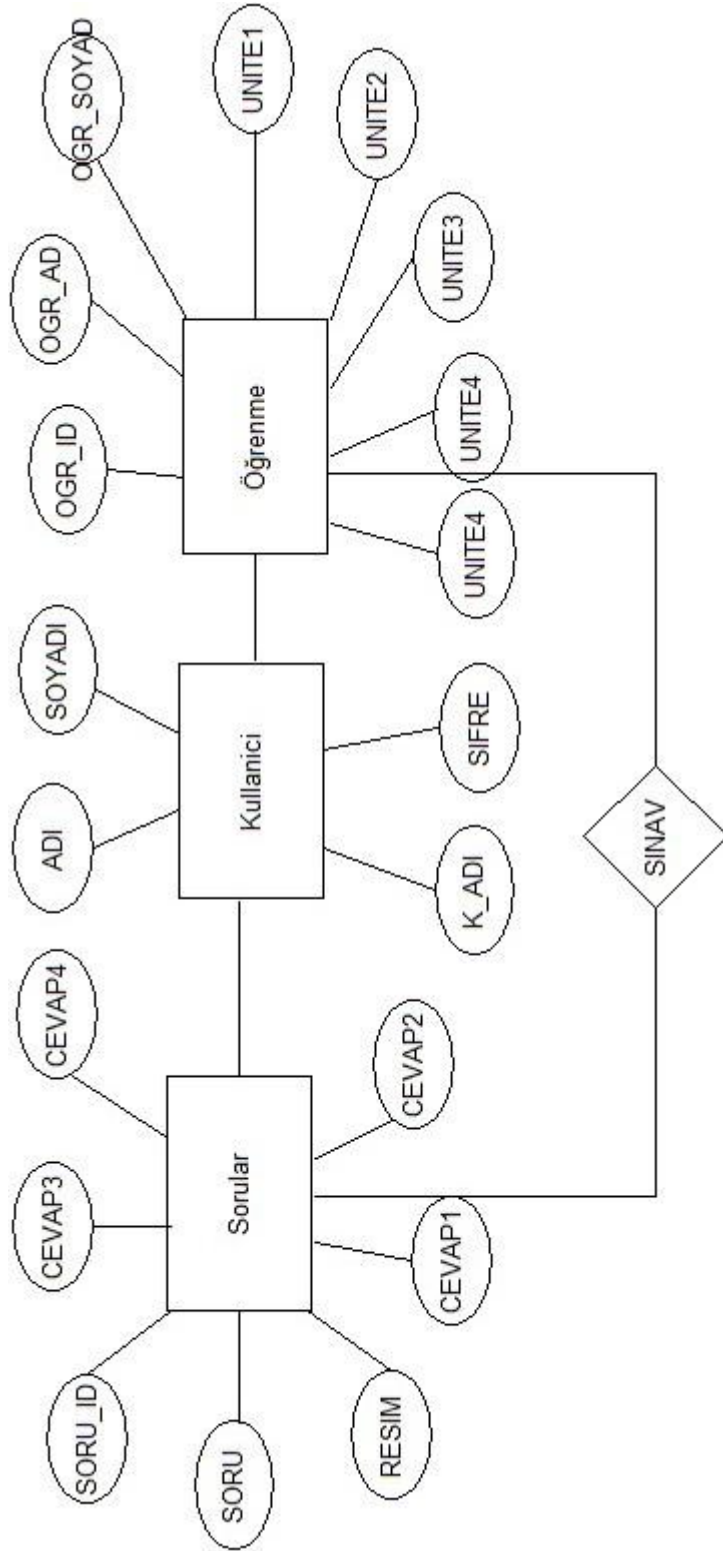 SORU_ID
CEVAP3
CEVAP4
ADI
SOYADI
OGR_ID
OGR_AD
OGR_SOYAD
SORU
Sorular
Kullanici
Öğrenme
UNITE1
RESIM
CEVAP1
CEVAP2
K_ADI
SIFRE
UNITE4
UNITE4
UNITE3
UNITE2
SINAV